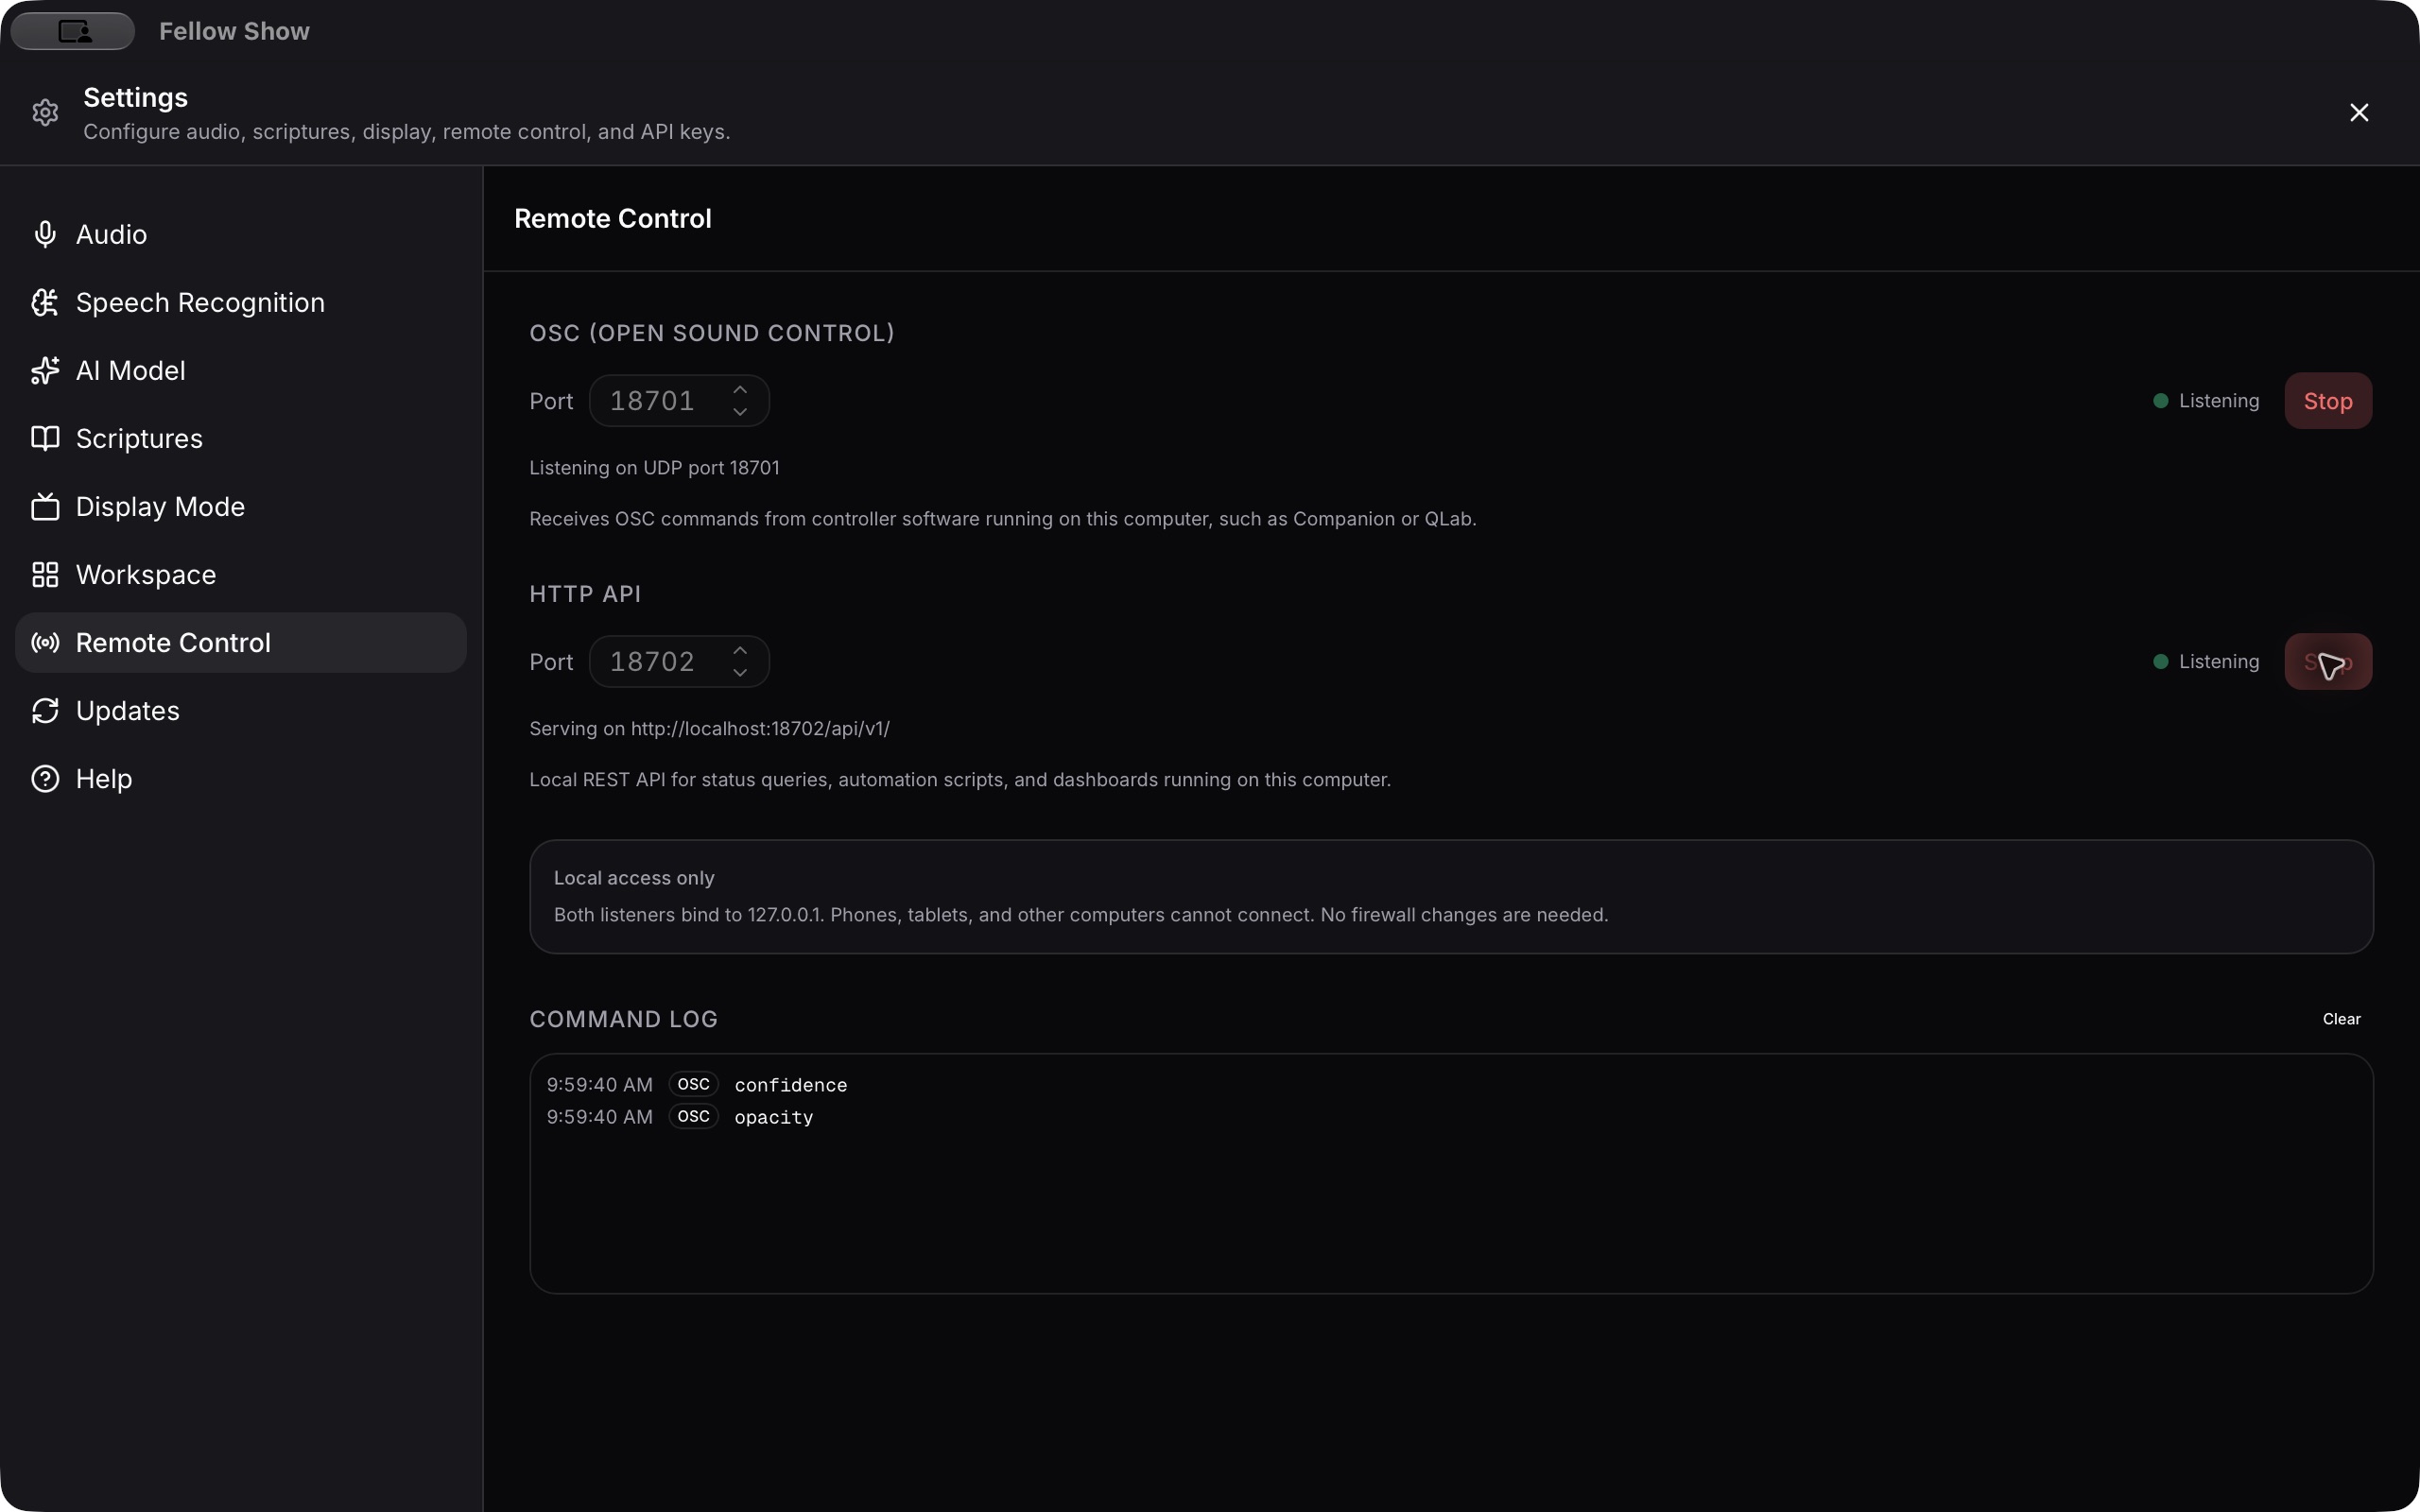 Fellow Show
Settings
Configure audio, scriptures, display, remote control, and API keys.
Audio
Speech Recognition
AI Model
Scriptures
Display Mode
Workspace
Remote Control
Updates
Help
Remote Control
OSC (OPEN SOUND CONTROL)
Port 18701 Listening Stop
Listening on UDP port 18701
Receives OSC commands from controller software running on this computer, such as Companion or QLab.
HTTP API
Port 18702 Listening
Serving on http://localhost:18702/api/v1/
Local REST API for status queries, automation scripts, and dashboards running on this computer.
Local access only
Both listeners bind to 127.0.0.1. Phones, tablets, and other computers cannot connect. No firewall changes are needed.
COMMAND LOG Clear
9:59:40 AM OSC confidence
9:59:40 AM OSC opacity